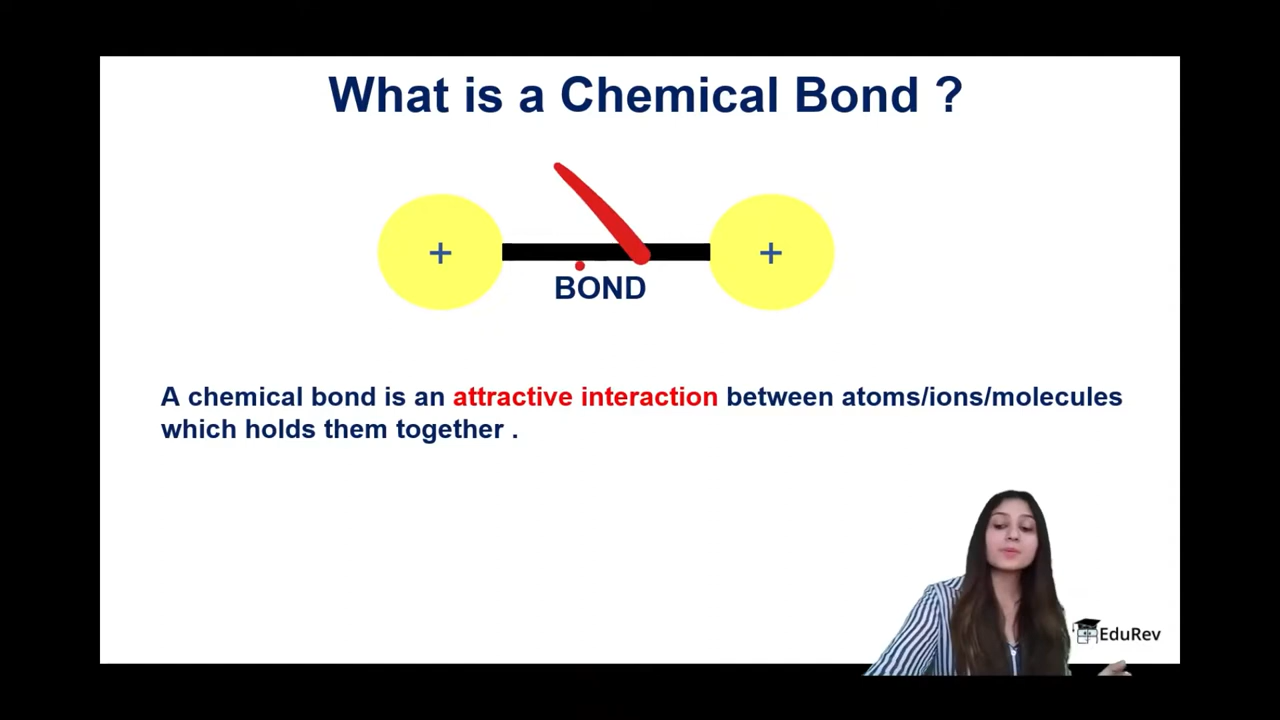 What is a Chemical Bond ?
+ +
BOND
A chemical bond is an attractive interaction between atoms/ions/molecules
which holds them together .
EduRev